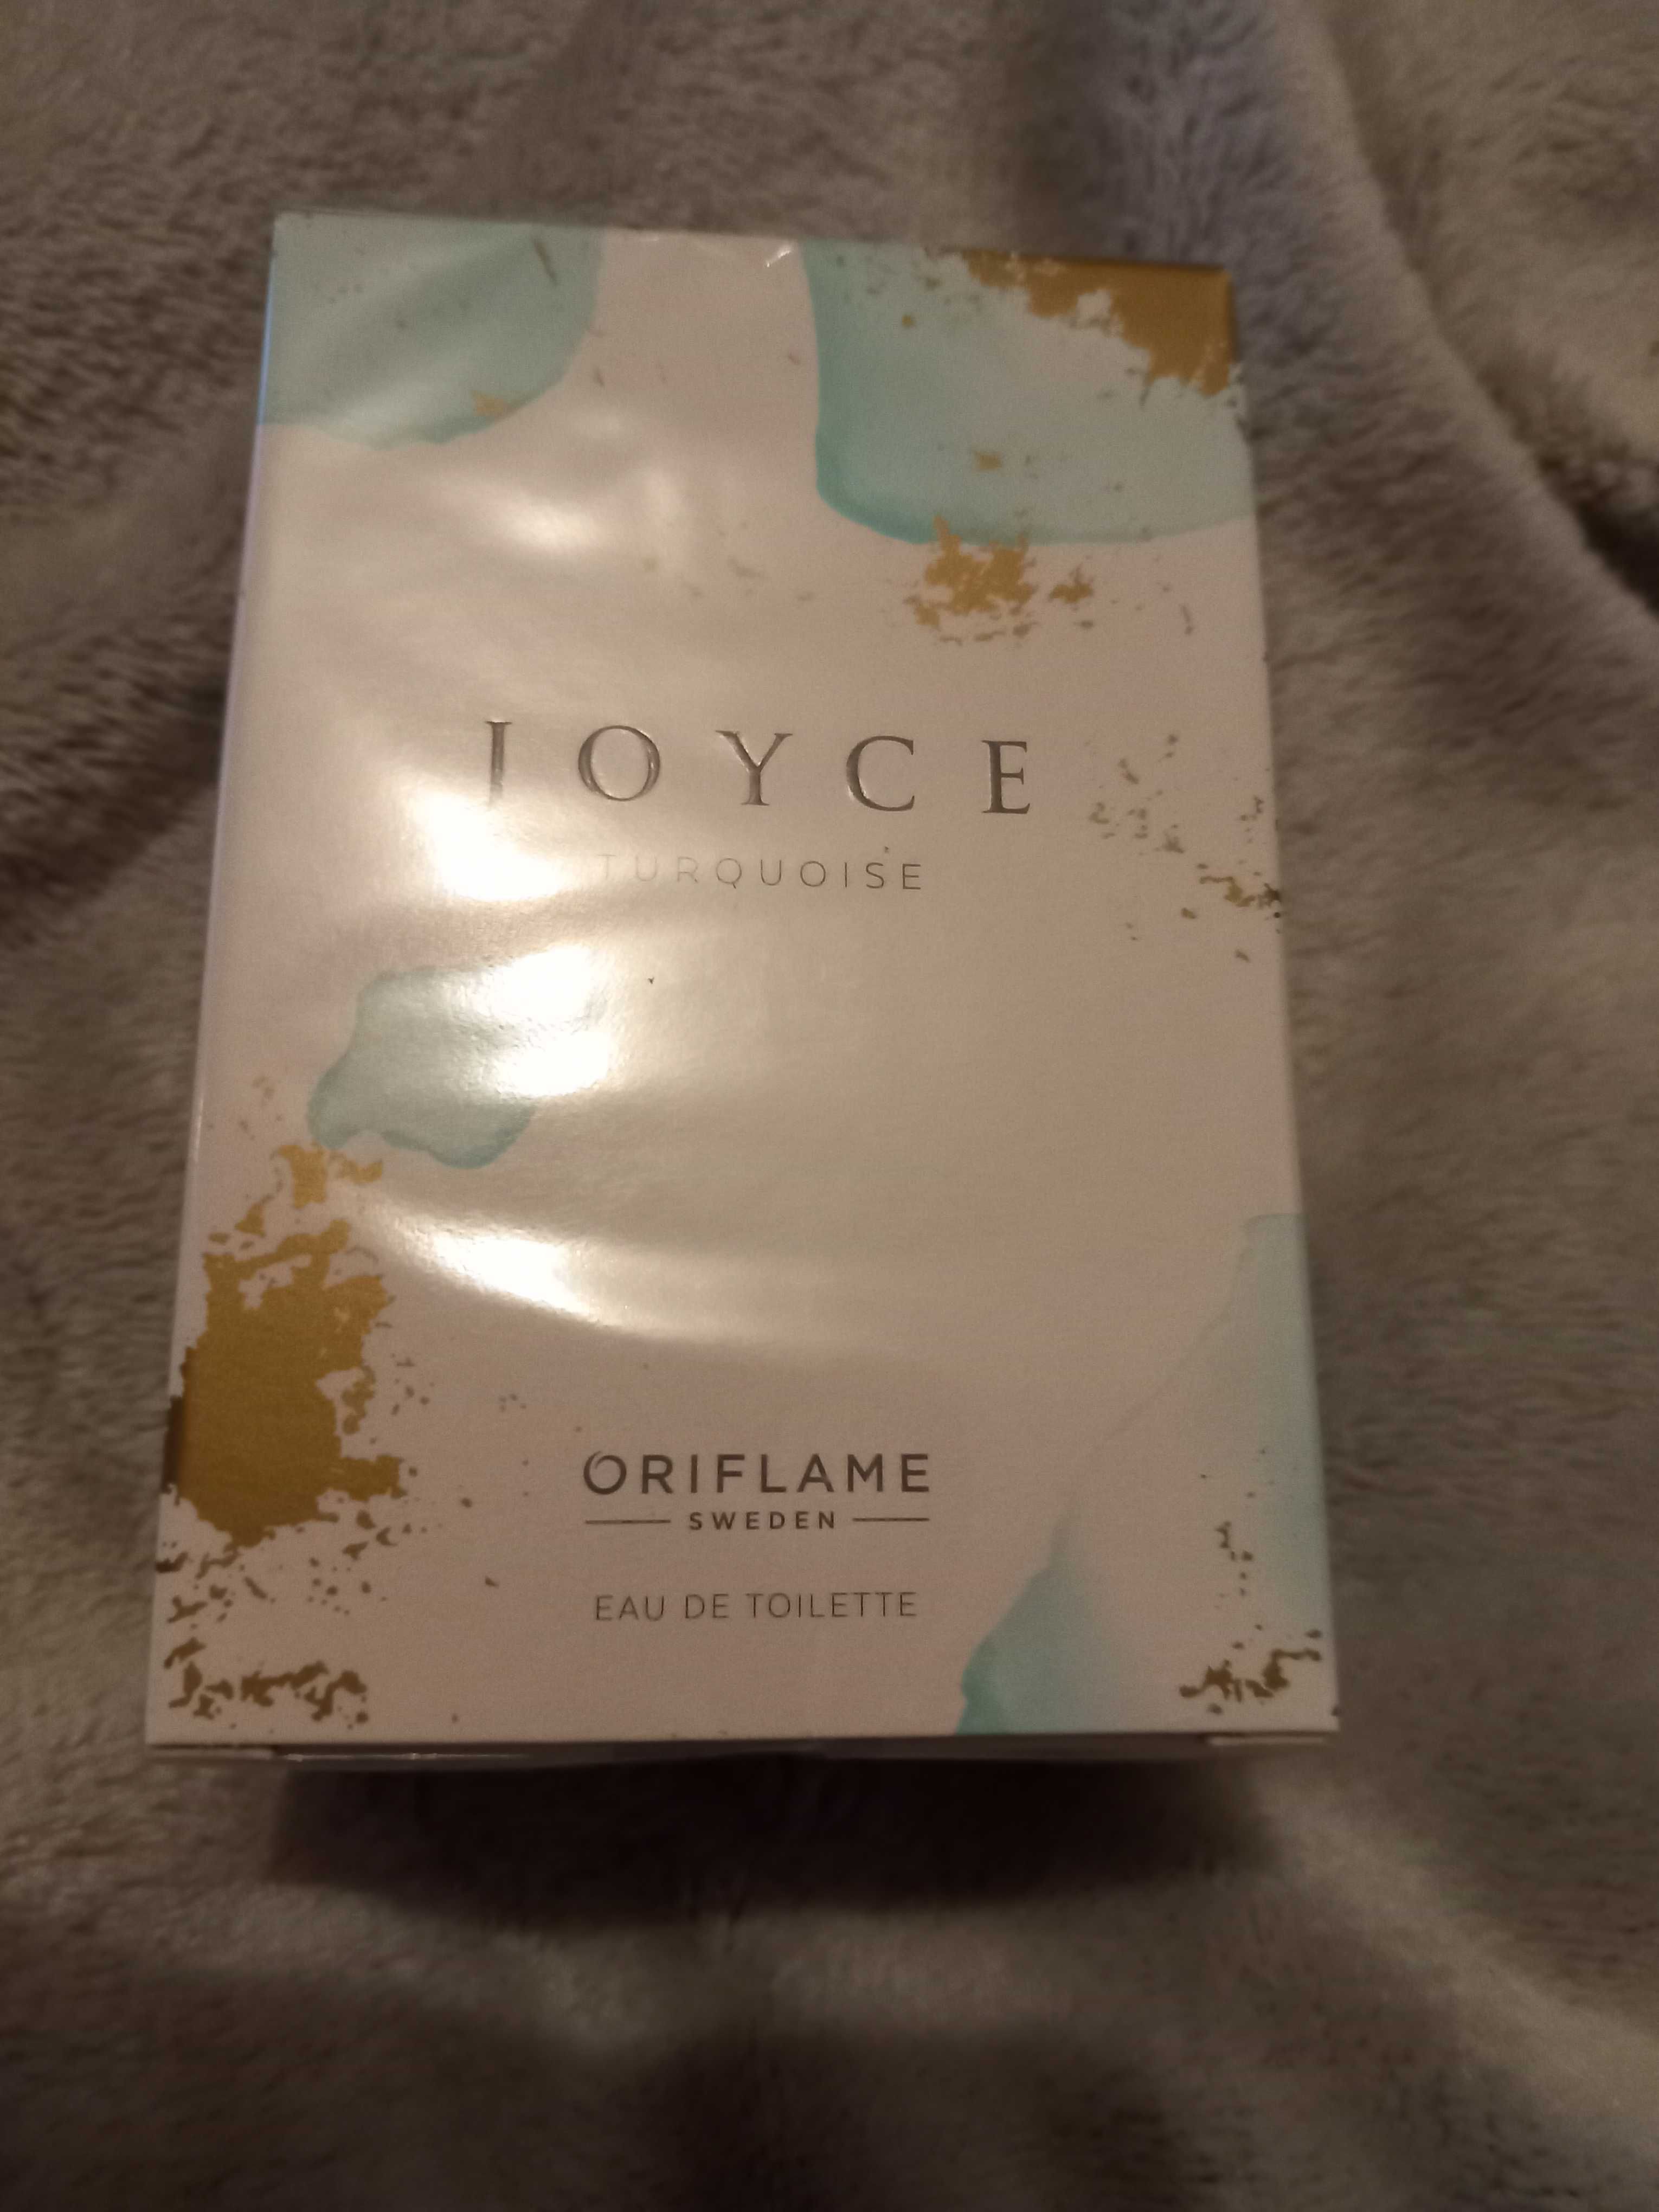 JOYCE
TURQUOISE
ORIFLAME
SWEDEN
EAU DE TOILETTE